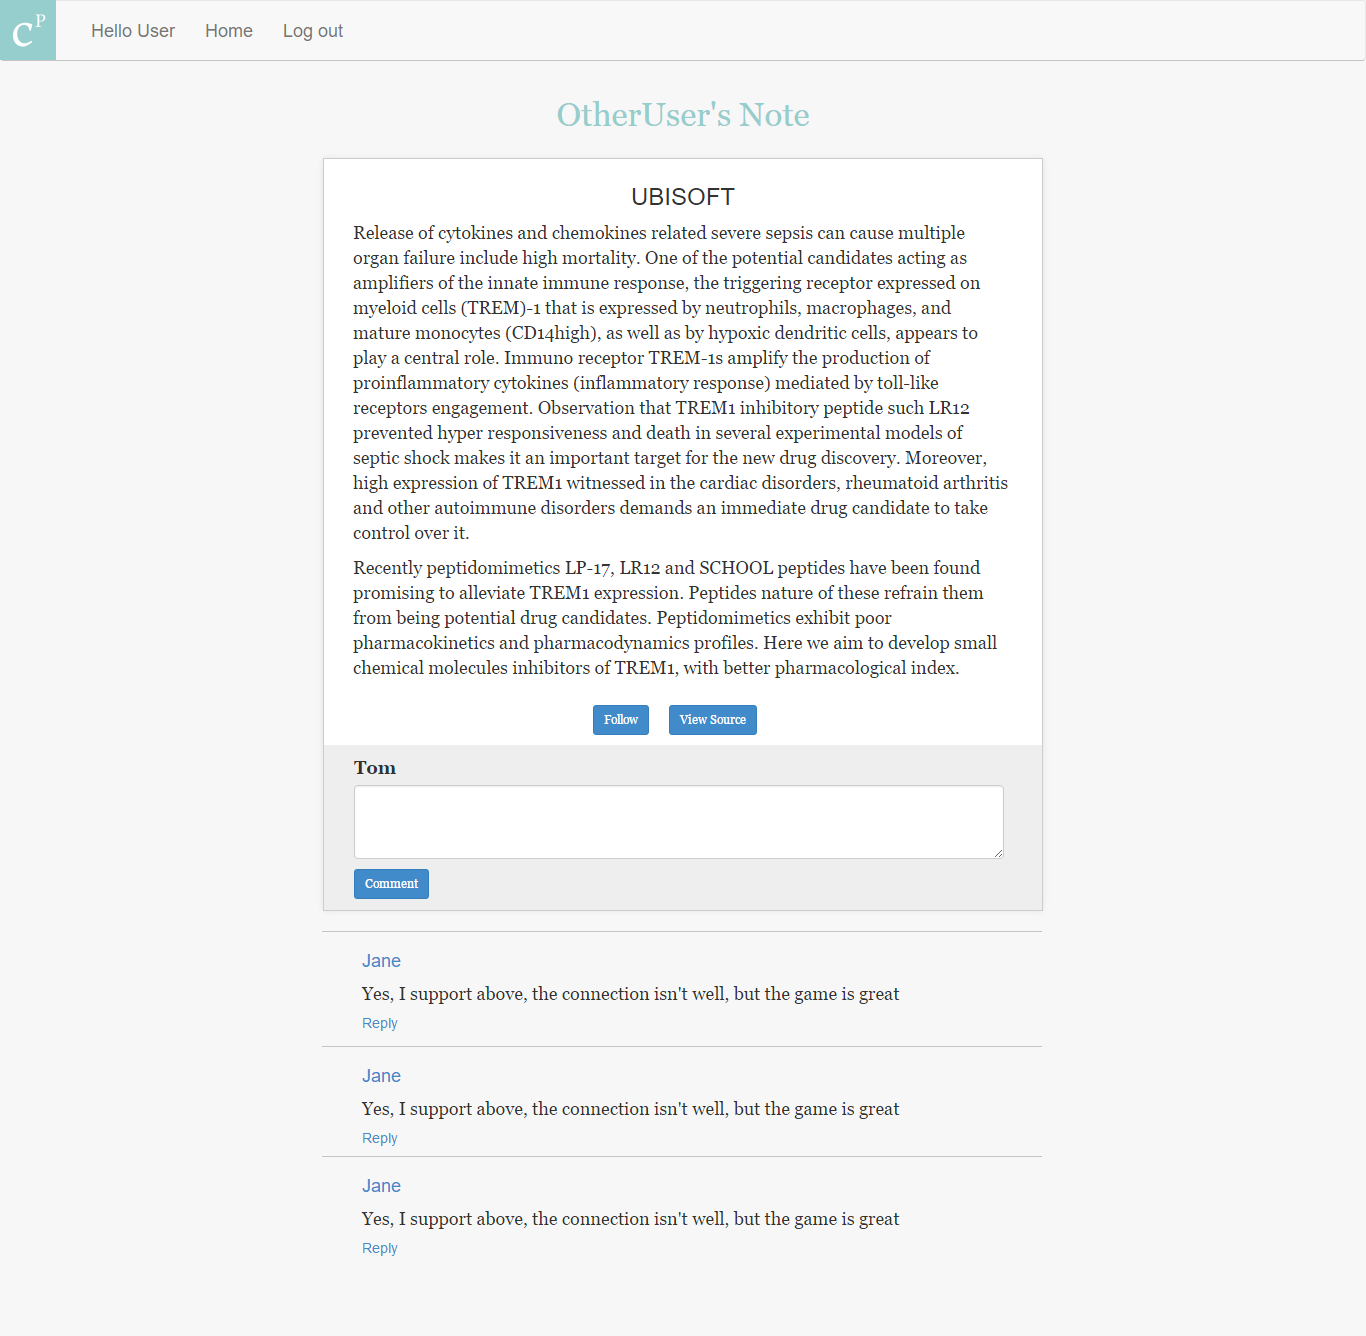 CP
Hello User Home Log out
OtherUser's Note
UBISOFT
Release of cytokines and chemokines related severe sepsis can cause multiple
organ failure include high mortality. One of the potential candidates acting as
amplifiers of the innate immune response, the triggering receptor expressed on
myeloid cells (TREM)-1 that is expressed by neutrophils, macrophages, and
mature monocytes (CD14high), as well as by hypoxic dendritic cells, appears to
play a central role. Immuno receptor TREM-1s amplify the production of
proinflammatory cytokines (inflammatory response) mediated by toll-like
receptors engagement. Observation that TREM1 inhibitory peptide such LR12
prevented hyper responsiveness and death in several experimental models of
septic shock makes it an important target for the new drug discovery. Moreover,
high expression of TREM1 witnessed in the cardiac disorders, rheumatoid arthritis
and other autoimmune disorders demands an immediate drug candidate to take
control over it.
Recently peptidomimetics LP-17, LR12 and SCHOOL peptides have been found
promising to alleviate TREM1 expression. Peptides nature of these refrain them
from being potential drug candidates. Peptidomimetics exhibit poor
pharmacokinetics and pharmacodynamics profiles. Here we aim to develop small
chemical molecules inhibitors of TREM1, with better pharmacological index.
Follow View Source
Tom
Comment
Jane
Yes, I support above, the connection isn't well, but the game is great
Reply
Jane
Yes, I support above, the connection isn't well, but the game is great
Reply
Jane
Yes, I support above, the connection isn't well, but the game is great
Reply